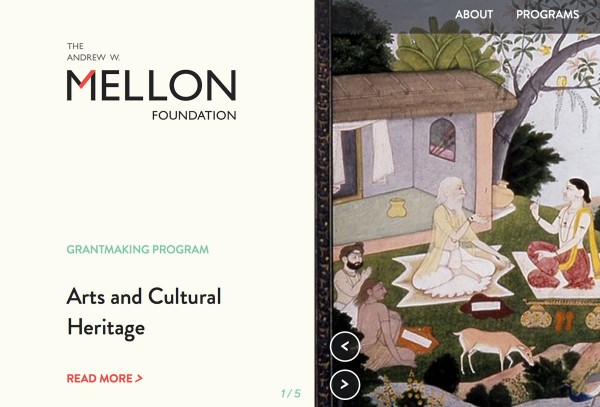 ABOUT PROGRAMS
THE
ANDREW W.
MELLON
FOUNDATION
GRANTMAKING PROGRAM
Arts and Cultural
Heritage
READ MORE >
1 / 5